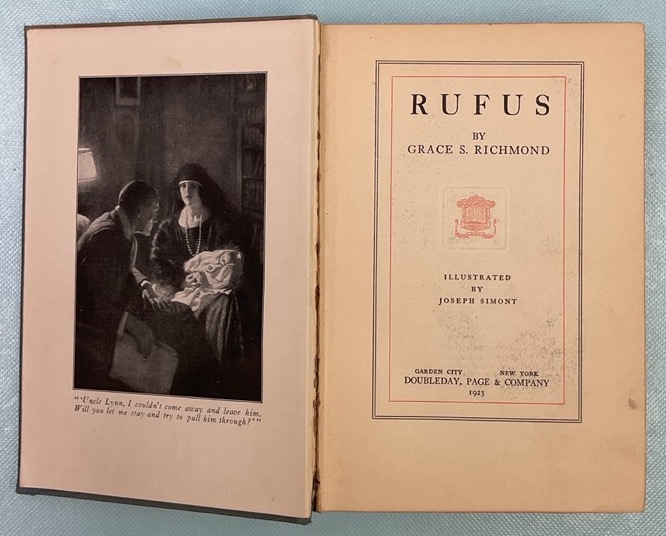 "'Uncle Lynn, I couldn't come away and leave him.
Will you let me stay and try to pull him through?'"
RUFUS
BY
GRACE S. RICHMOND
ILLUSTRATED
BY
JOSEPH SIMONT
GARDEN CITY NEW YORK
DOUBLEDAY, PAGE & COMPANY
1923